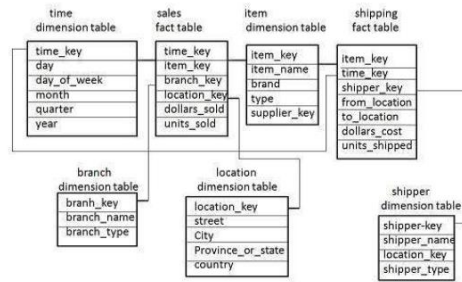 time
dimension table
time_key
day
day_of_week
month
quarter
year
sales
fact table
time_key
item_key
branch_key
location_key
dollars_sold
units_sold
item
dimension table
item_key
item_name
brand
type
supplier_key
shipping
fact table
item_key
time_key
shipper_key
from_location
to_location
dollars_cost
units_shipped
branch
dimension table
branh_key
branch_name
branch_type
location
dimension table
location_key
street
City
Province_or_state
country
shipper
dimension table
shipper-key
shipper_name
location_key
shipper_type